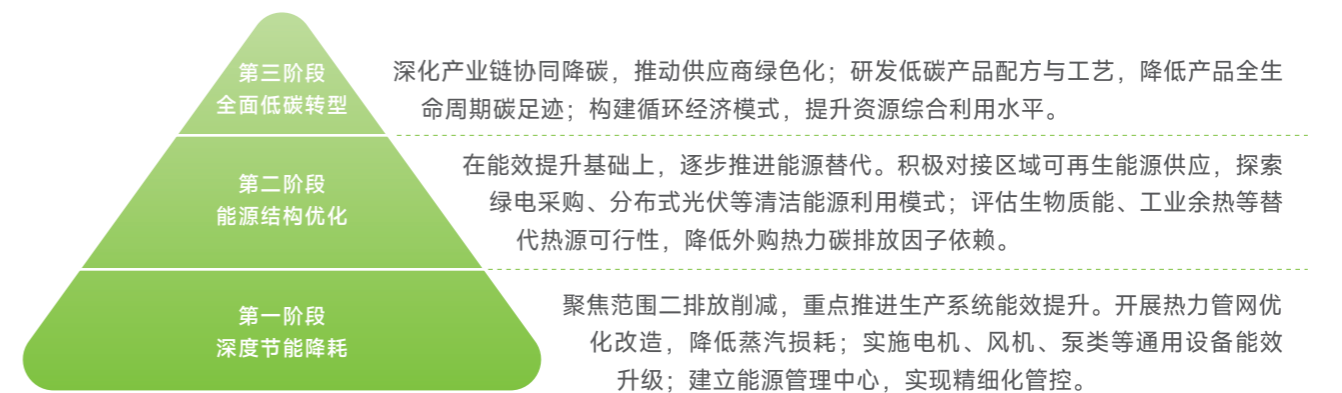 第三阶段
全面低碳转型
深化产业链协同降碳，推动供应商绿色化；研发低碳产品配方与工艺，降低产品全生
命周期碳足迹；构建循环经济模式，提升资源综合利用水平。
第二阶段
能源结构优化
在能效提升基础上，逐步推进能源替代。积极对接区域可再生能源供应，探索
绿电采购、分布式光伏等清洁能源利用模式；评估生物质能、工业余热等替
代热源可行性，降低外购热力碳排放因子依赖。
第一阶段
深度节能降耗
聚焦范围二排放削减，重点推进生产系统能效提升。开展热力管网优
化改造，降低蒸汽损耗；实施电机、风机、泵类等通用设备能效
升级；建立能源管理中心，实现精细化管控。